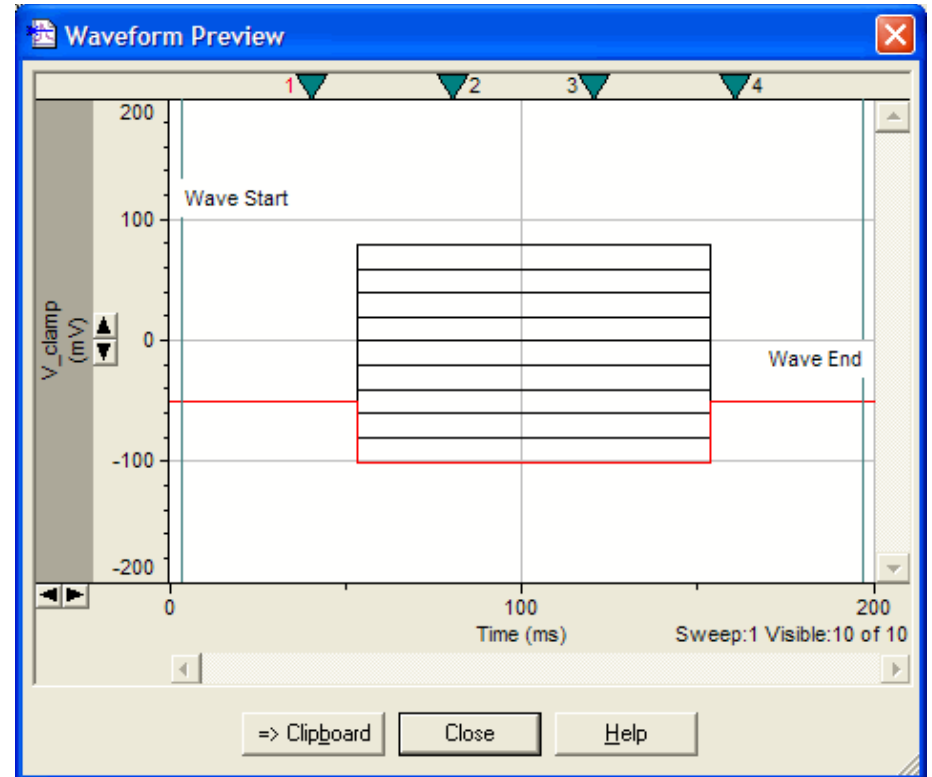 Waveform Preview
1 2 3 4
200
Wave Start
100
V_clamp
(mV)
0
Wave End
-100
-200
0 100 200
Time (ms) Sweep:1 Visible:10 of 10
=> Clipboard Close Help